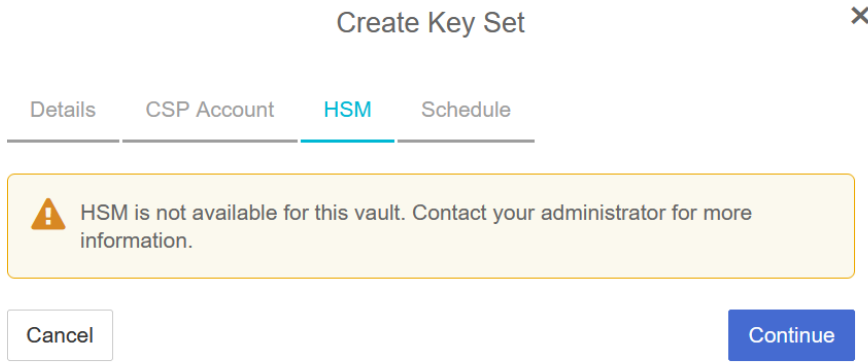 Create Key Set
Details
CSP Account
HSM
Schedule
HSM is not available for this vault. Contact your administrator for more
information.
Cancel
Continue